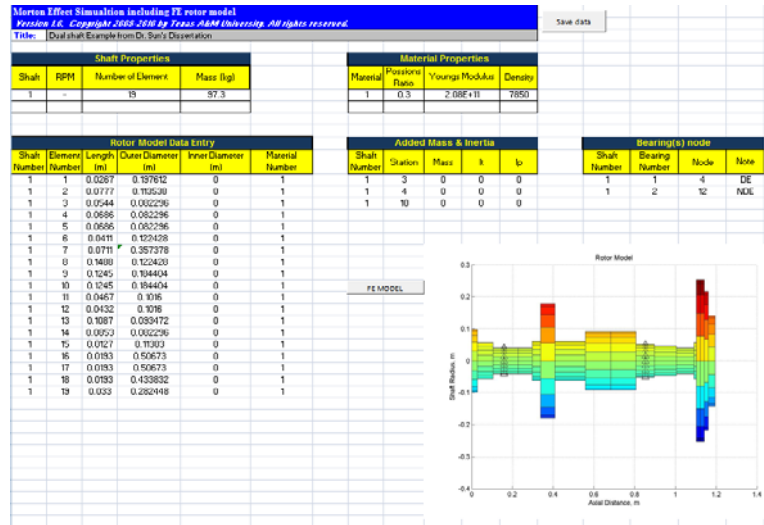 Morton Effect Simualtion including FE rotor model
Version 1.6, Copyright 2008-2016 by Texas A&M University. All rights reserved.
Save data
Title: Dual shaft Example from Dr. Sun's Dissertation
Shaft Properties
Shaft RPM Number of Element Mass (kg)
1 - 19 97.3
Material Properties
Material Possions Ratio Youngs Modulus Density
1 0.3 2.08E+11 7850
Rotor Model Data Entry
Shaft Number Element Number Length (m) Outer Diameter (m) Inner Diameter (m) Material Number
1 1 0.0267 0.197612 0 1
1 2 0.0777 0.113538 0 1
1 3 0.0544 0.082296 0 1
1 4 0.0686 0.082296 0 1
1 5 0.0686 0.082296 0 1
1 6 0.0411 0.122428 0 1
1 7 0.0711 0.357378 0 1
1 8 0.1488 0.122428 0 1
1 9 0.1245 0.184404 0 1
1 10 0.1245 0.184404 0 1
1 11 0.0467 0.1016 0 1
1 12 0.0432 0.1016 0 1
1 13 0.1087 0.093472 0 1
1 14 0.0853 0.082296 0 1
1 15 0.0127 0.11303 0 1
1 16 0.0193 0.50673 0 1
1 17 0.0193 0.50673 0 1
1 18 0.0193 0.433832 0 1
1 19 0.033 0.282448 0 1
Added Mass & Inertia
Shaft Number Station Mass It Ip
1 3 0 0 0
1 4 0 0 0
1 10 0 0 0
Bearing(s) node
Shaft Number Bearing Number Node Note
1 1 4 DE
1 2 12 NDE
FE MODEL
Rotor Model
Shaft Radius, m
0.3
0.2
0.1
0
-0.1
-0.2
-0.3
-0.4
0 0.2 0.4 0.6 0.8 1 1.2 1.4
Axial Distance, m